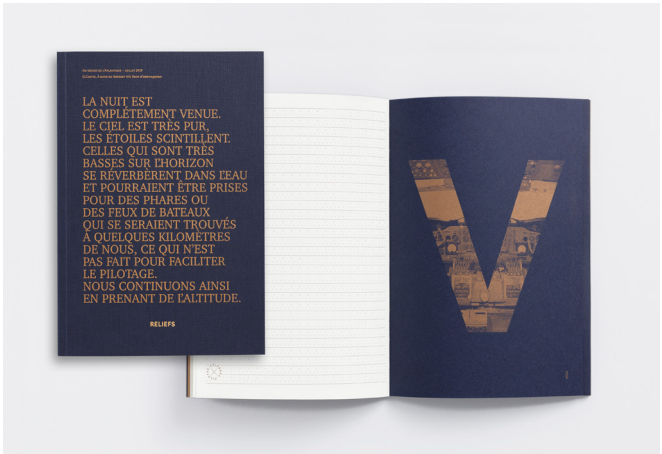 LA NUIT EST
COMPLÈTEMENT VENUE.
LE CIEL EST TRÈS PUR,
LES ÉTOILES SCINTILLENT.
CELLES QUI SONT TRÈS
BASSES SUR L'HORIZON
SE RÉVERBÈRENT DANS L'EAU
ET POURRAIENT ÊTRE PRISES
POUR DES PHARES OU
DES FEUX DE BATEAUX
QUI SE SERAIENT TROUVÉS
À QUELQUES KILOMÈTRES
DE NOUS, CE QUI N'EST
PAS FAIT POUR FACILITER
LE PILOTAGE.
NOUS CONTINUONS AINSI
EN PRENANT DE L'ALTITUDE.
RELIEFS
V